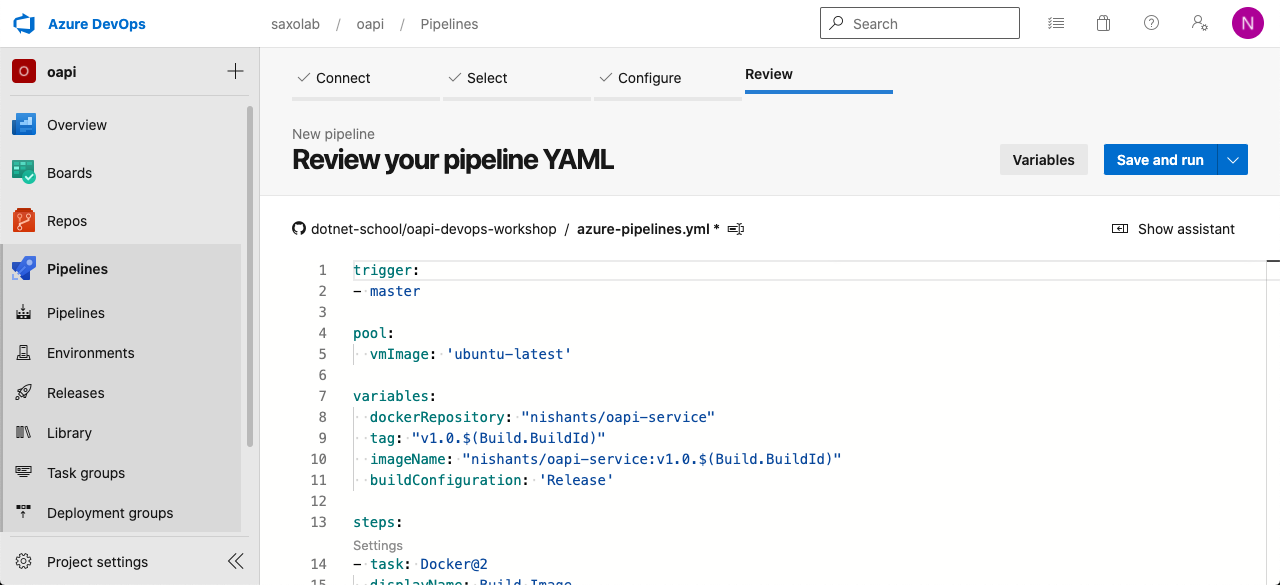 Azure DevOps
saxolab / oapi / Pipelines
Search
N
O oapi
Overview
Boards
Repos
Pipelines
Pipelines
Environments
Releases
Library
Task groups
Deployment groups
Project settings
Connect
Select
Configure
Review
New pipeline
Review your pipeline YAML
Variables
Save and run
dotnet-school/oapi-devops-workshop / azure-pipelines.yml *
Show assistant
1 trigger:
2 - master
3
4 pool:
5   vmImage: 'ubuntu-latest'
6
7 variables:
8   dockerRepository: "nishants/oapi-service"
9   tag: "v1.0.$(Build.BuildId)"
10   imageName: "nishants/oapi-service:v1.0.$(Build.BuildId)"
11   buildConfiguration: 'Release'
12
13 steps:
Settings
14 - task: Docker@2
15   displayName: Build Image